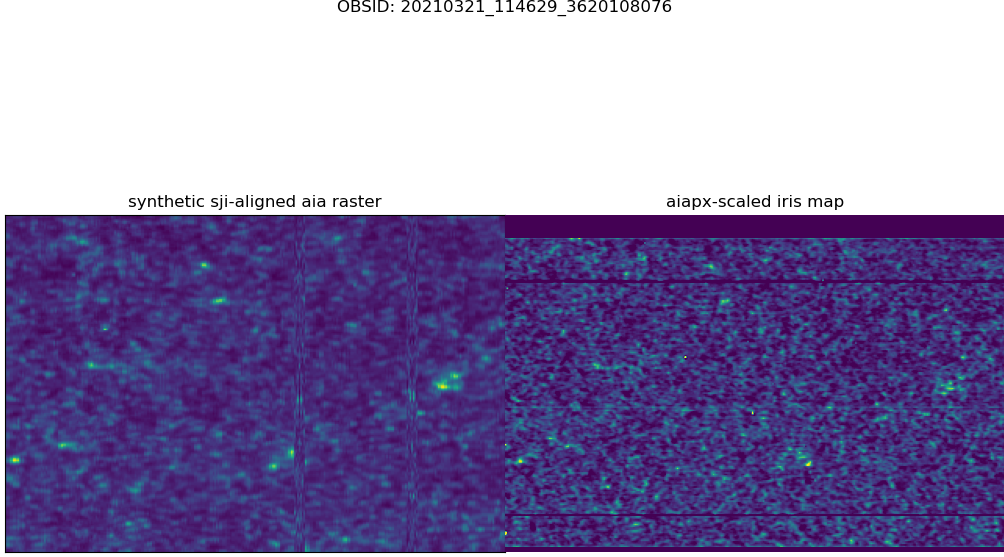 OBSID: 20210321_114629_3620108076
synthetic sji-aligned aia raster
aiapx-scaled iris map